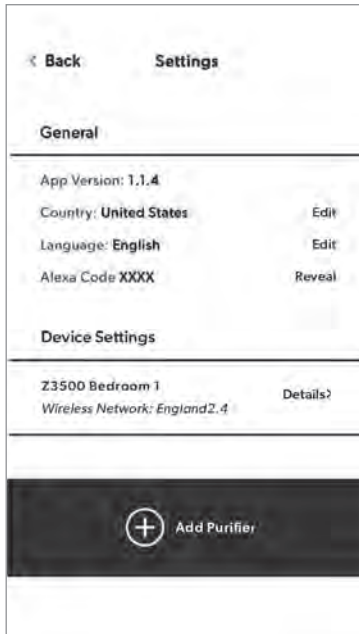 < Back Settings
General
App Version: 1.1.4
Country: United States Edit
Language: English Edit
Alexa Code XXXX Reveal
Device Settings
Z3500 Bedroom 1 Details>
Wireless Network: England2.4
Add Purifier